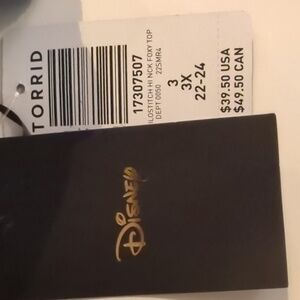 TORRID
17307507
HI NCK FOXY TOP
DEPT 0050 22SMR4
3
3X
22-24
$39.50 USA
$49.50 CAN
Disney